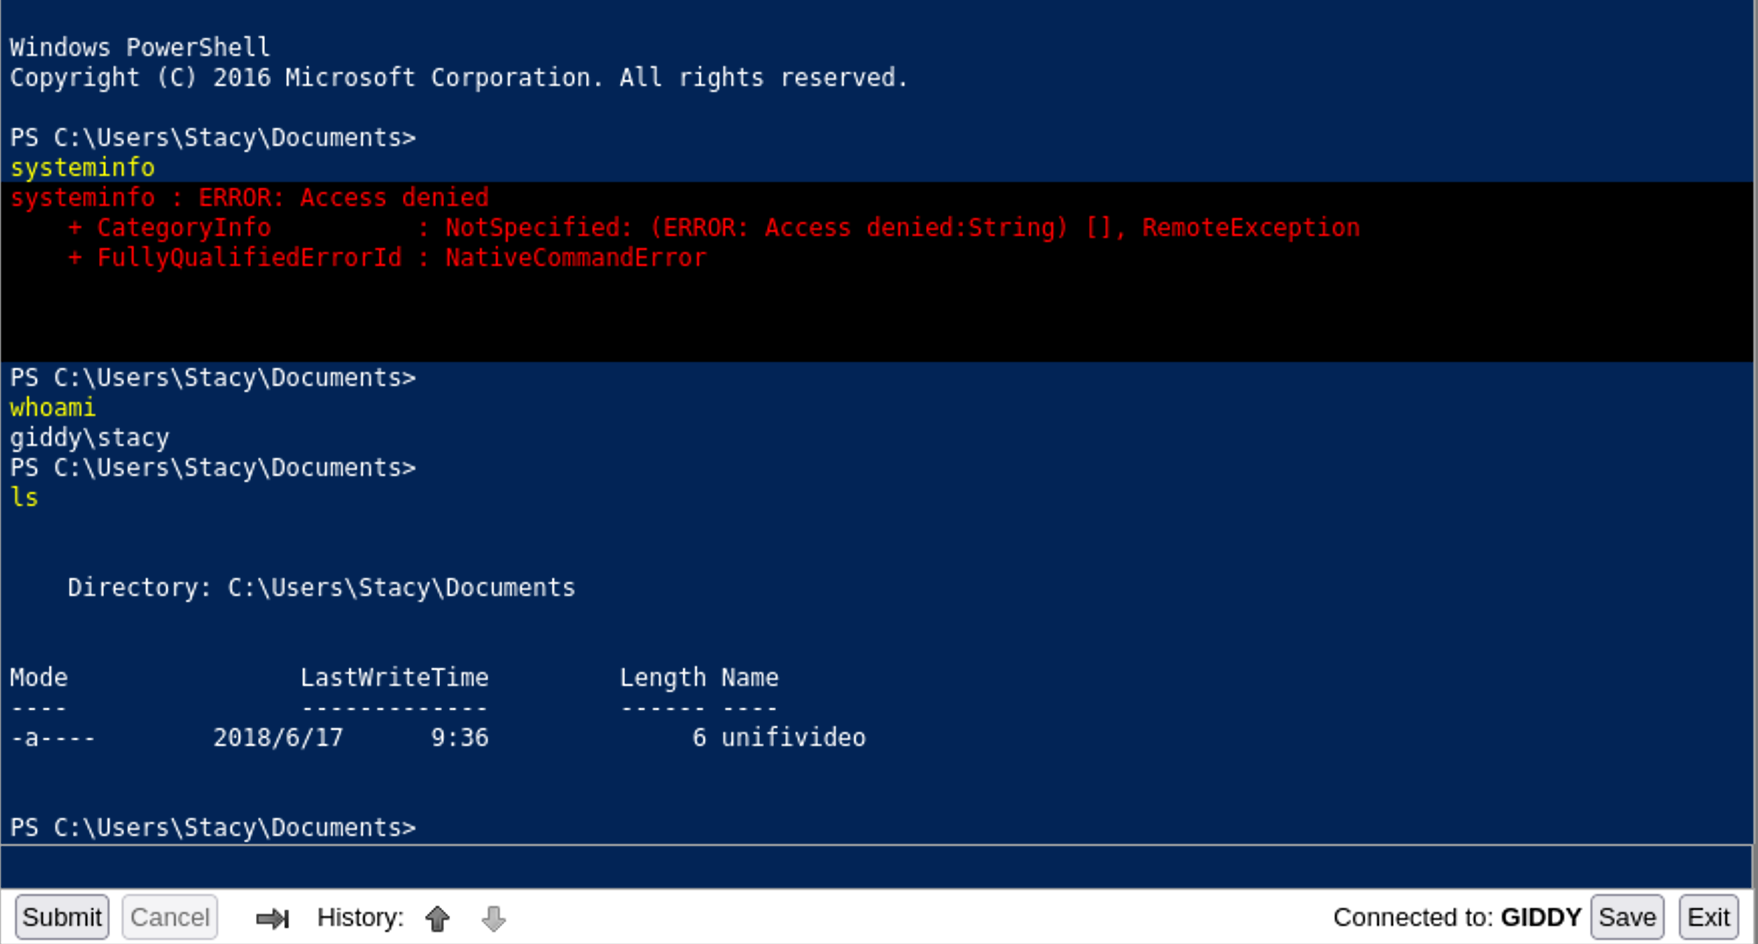 Windows PowerShell
Copyright (C) 2016 Microsoft Corporation. All rights reserved.
PS C:\Users\Stacy\Documents>
systeminfo
systeminfo : ERROR: Access denied
    + CategoryInfo          : NotSpecified: (ERROR: Access denied:String) [], RemoteException
    + FullyQualifiedErrorId : NativeCommandError
PS C:\Users\Stacy\Documents>
whoami
giddy\stacy
PS C:\Users\Stacy\Documents>
ls
    Directory: C:\Users\Stacy\Documents
Mode                LastWriteTime         Length Name
----                -------------         ------ ----
-a----        2018/6/17      9:36              6 unifivideo
PS C:\Users\Stacy\Documents>
Submit Cancel History: Connected to: GIDDY Save Exit